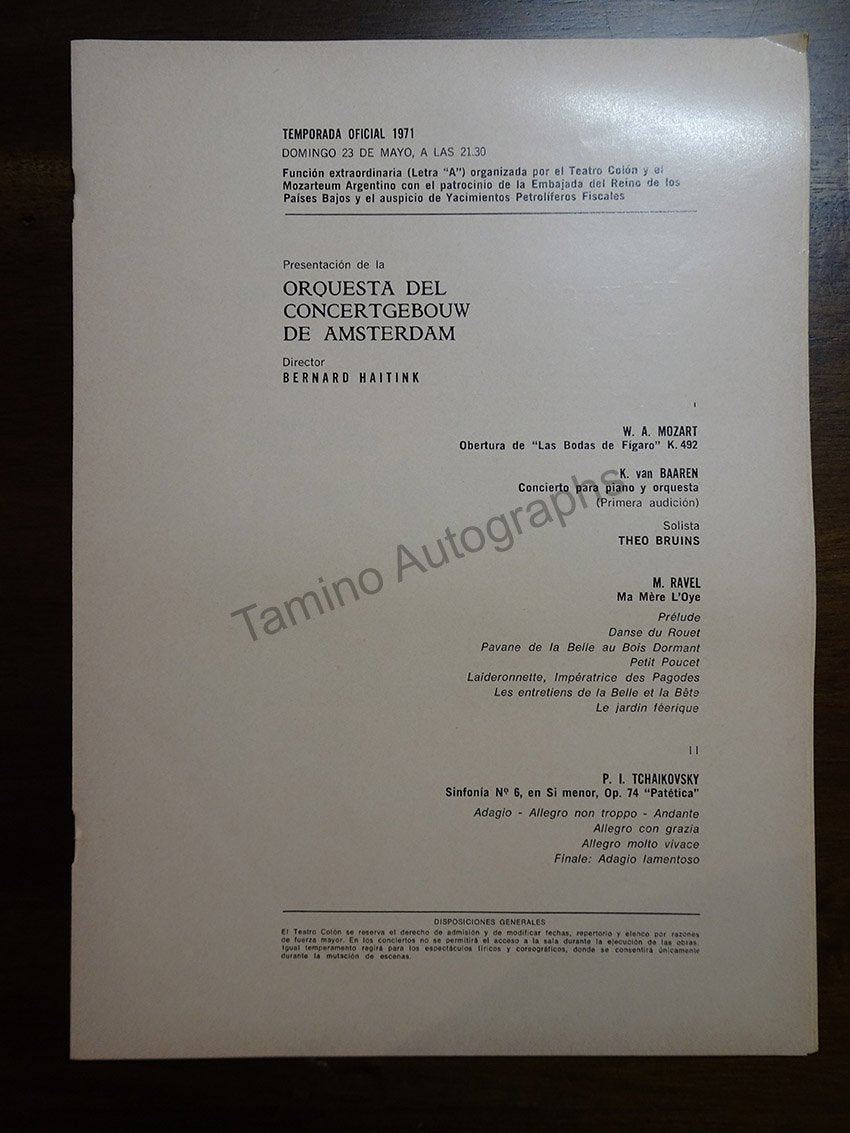 TEMPORADA OFICIAL 1971
DOMINGO 23 DE MAYO, A LAS 21.30
Función extraordinaria (Letra "A") organizada por el Teatro Colón y el
Mozarteum Argentino con el patrocinio de la Embajada del Reino de los
Países Bajos y el auspicio de Yacimientos Petrolíferos Fiscales
Presentación de la
ORQUESTA DEL
CONCERTGEBOUW
DE AMSTERDAM
Director
BERNARD HAITINK
I
W. A. MOZART
Obertura de "Las Bodas de Fígaro" K. 492
K. van BAAREN
Concierto para piano y orquesta
(Primera audición)
Solista
THEO BRUINS
Tamino Autographs
M. RAVEL
Ma Mère L'Oye
Prélude
Danse du Rouet
Pavane de la Belle au Bois Dormant
Petit Poucet
Laideronnette, Impératrice des Pagodes
Les entretiens de la Belle et la Bête
Le jardin féerique
II
P. I. TCHAIKOVSKY
Sinfonía Nº 6, en Si menor, Op. 74 "Patética"
Adagio - Allegro non troppo - Andante
Allegro con grazia
Allegro molto vivace
Finale: Adagio lamentoso
DISPOSICIONES GENERALES
El Teatro Colón se reserva el derecho de admisión y de modificar fechas, repertorio y elenco por razones
de fuerza mayor. En los conciertos no se permitirá el acceso a la sala durante la ejecución de las obras.
Igual temperamento regirá para los espectáculos líricos y coreográficos, donde se consentirá únicamente
durante la mutación de escenas.